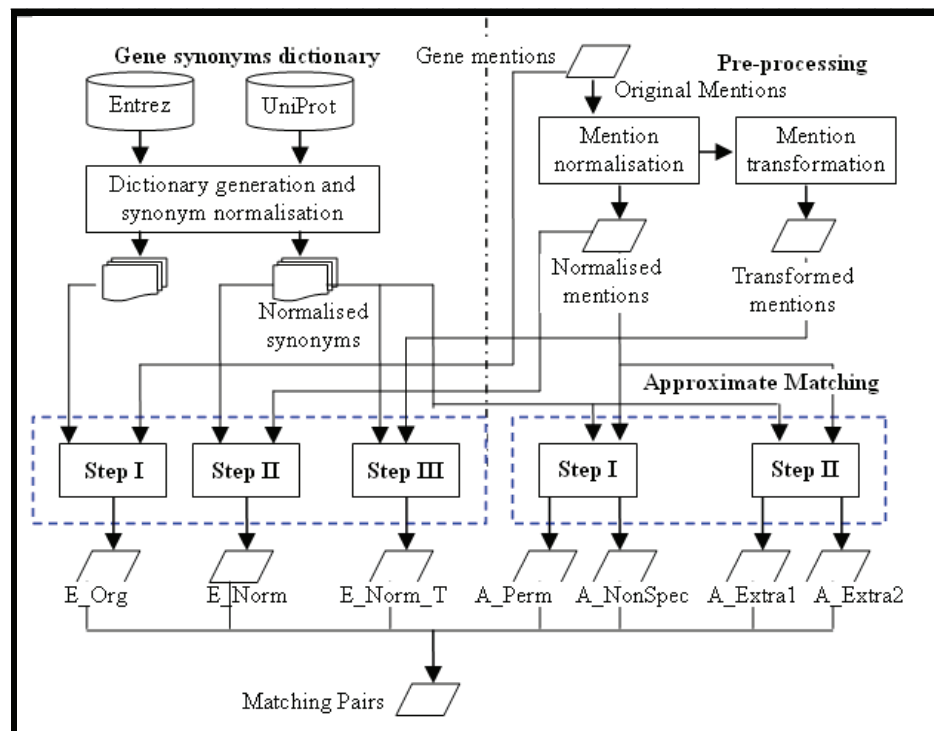 Gene synonyms dictionary
Gene mentions
Pre-processing
Entrez
UniProt
Original Mentions
Mention
normalisation
Mention
transformation
Dictionary generation and
synonym normalisation
Normalised
mentions
Transformed
mentions
Normalised
synonyms
Approximate Matching
Step I
Step II
Step III
Step I
Step II
E_Org
E_Norm
E_Norm_T
A_Perm
A_NonSpec
A_Extra1
A_Extra2
Matching Pairs